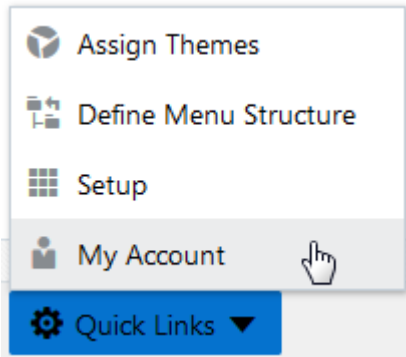 Assign Themes
Define Menu Structure
Setup
My Account
Quick Links